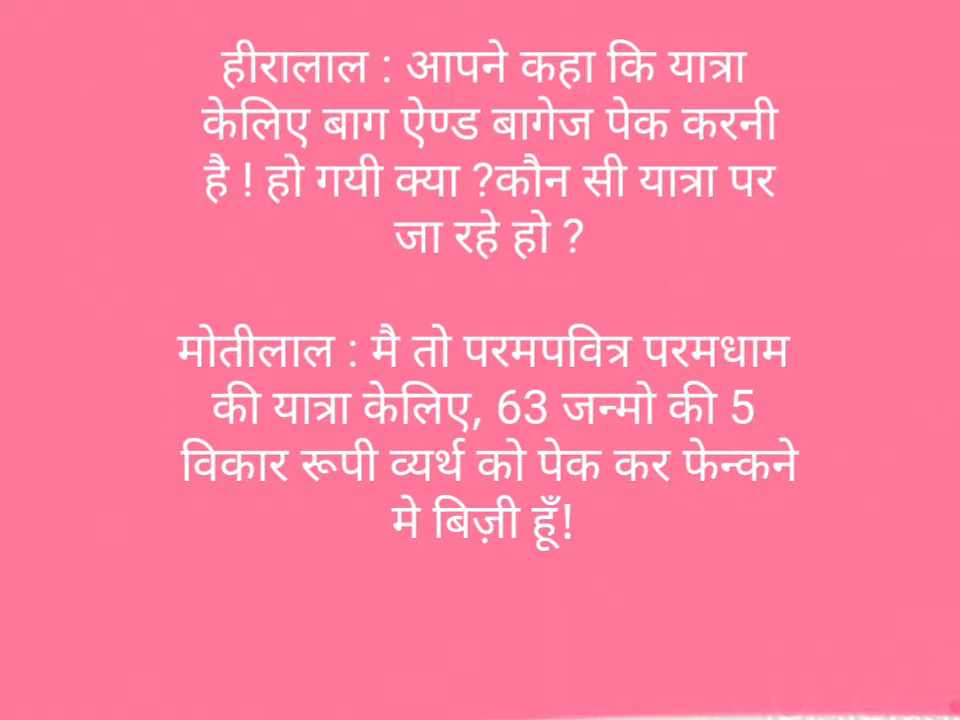 हीरालाल : आपने कहा कि यात्रा
केलिए बाग ऐण्ड बागेज पेक करनी
है ! हो गयी क्या ?कौन सी यात्रा पर
जा रहे हो ?
मोतीलाल : मै तो परमपवित्र परमधाम
की यात्रा केलिए, 63 जन्मो की 5
विकार रूपी व्यर्थ को पेक कर फेन्कने
मे बिज़ी हूँ!